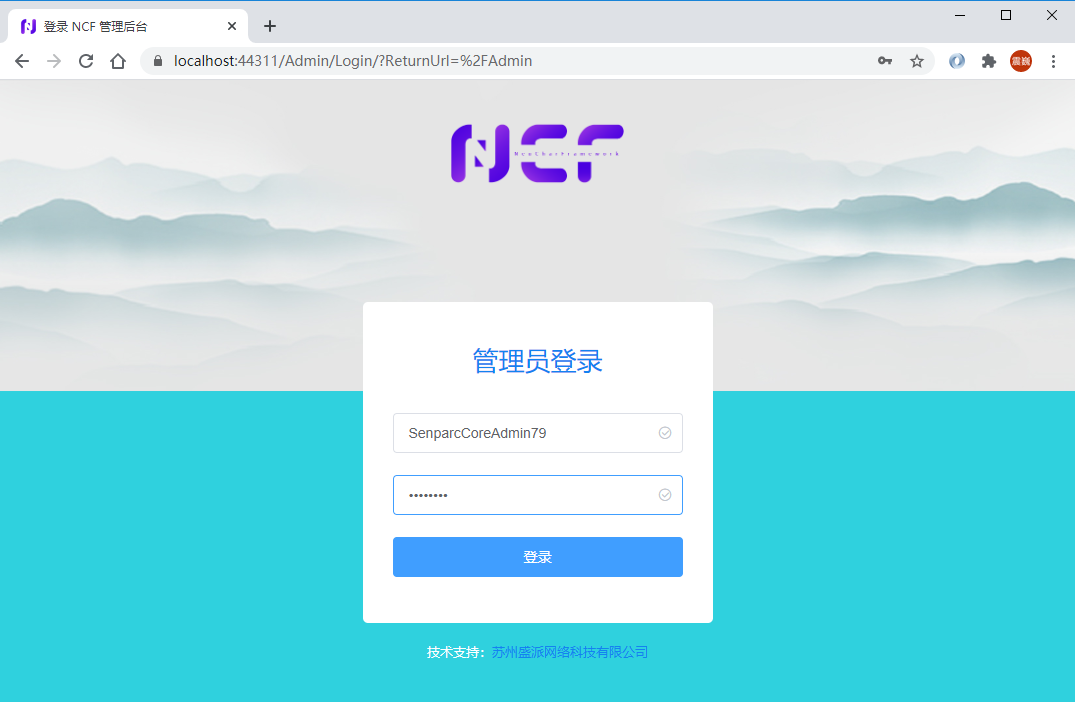 登录 NCF 管理后台
localhost:44311/Admin/Login/?ReturnUrl=%2FAdmin
震巍
NCF
NeuCharFramework
管理员登录
SenparcCoreAdmin79
••••••••
登录
技术支持：苏州盛派网络科技有限公司